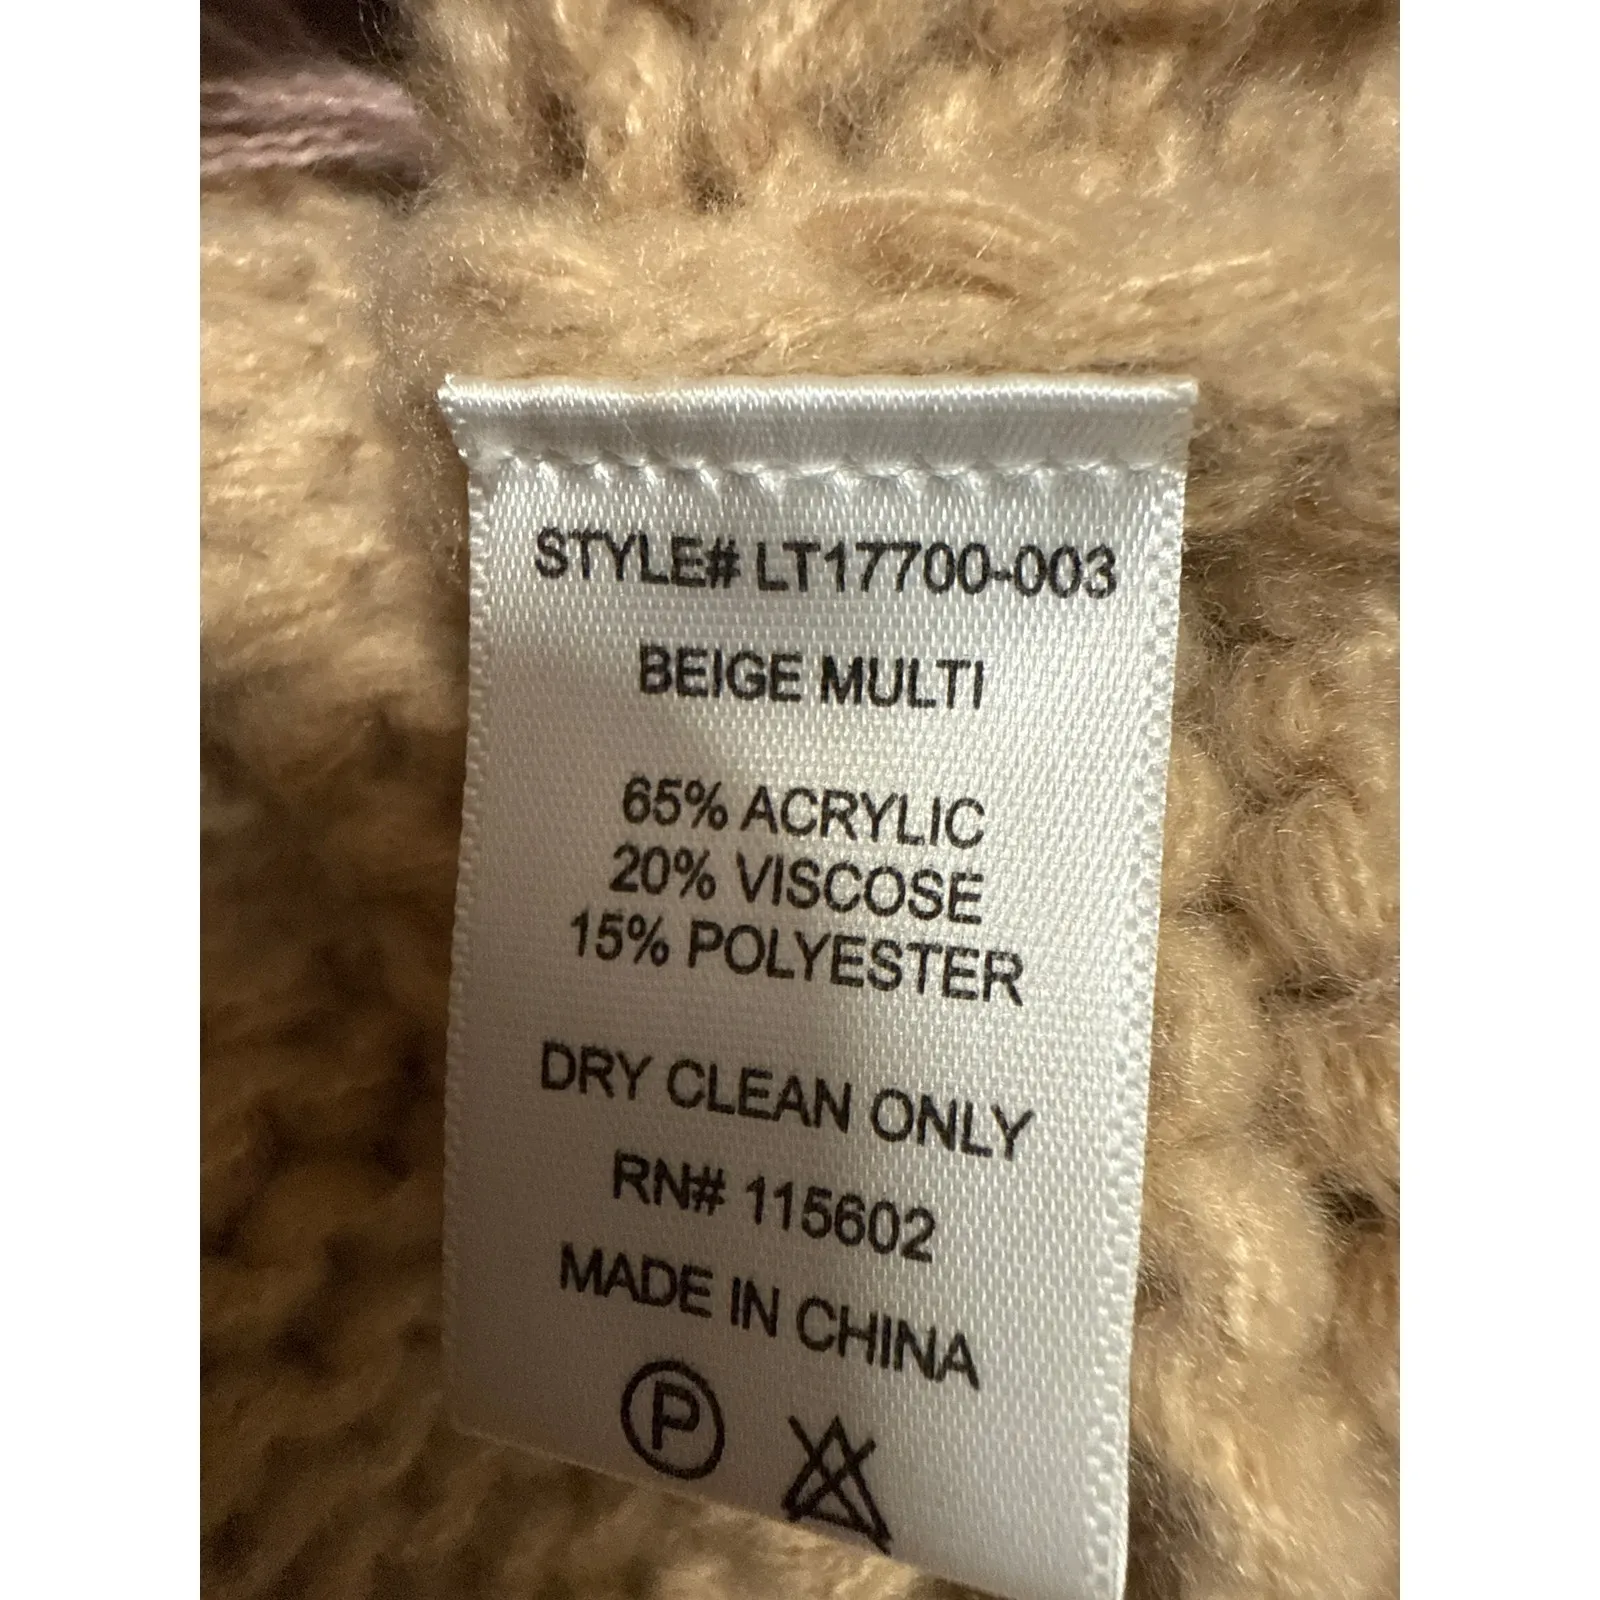 STYLE# LT17700-003
BEIGE MULTI
65% ACRYLIC
20% VISCOSE
15% POLYESTER
DRY CLEAN ONLY
RN# 115602
MADE IN CHINA
P